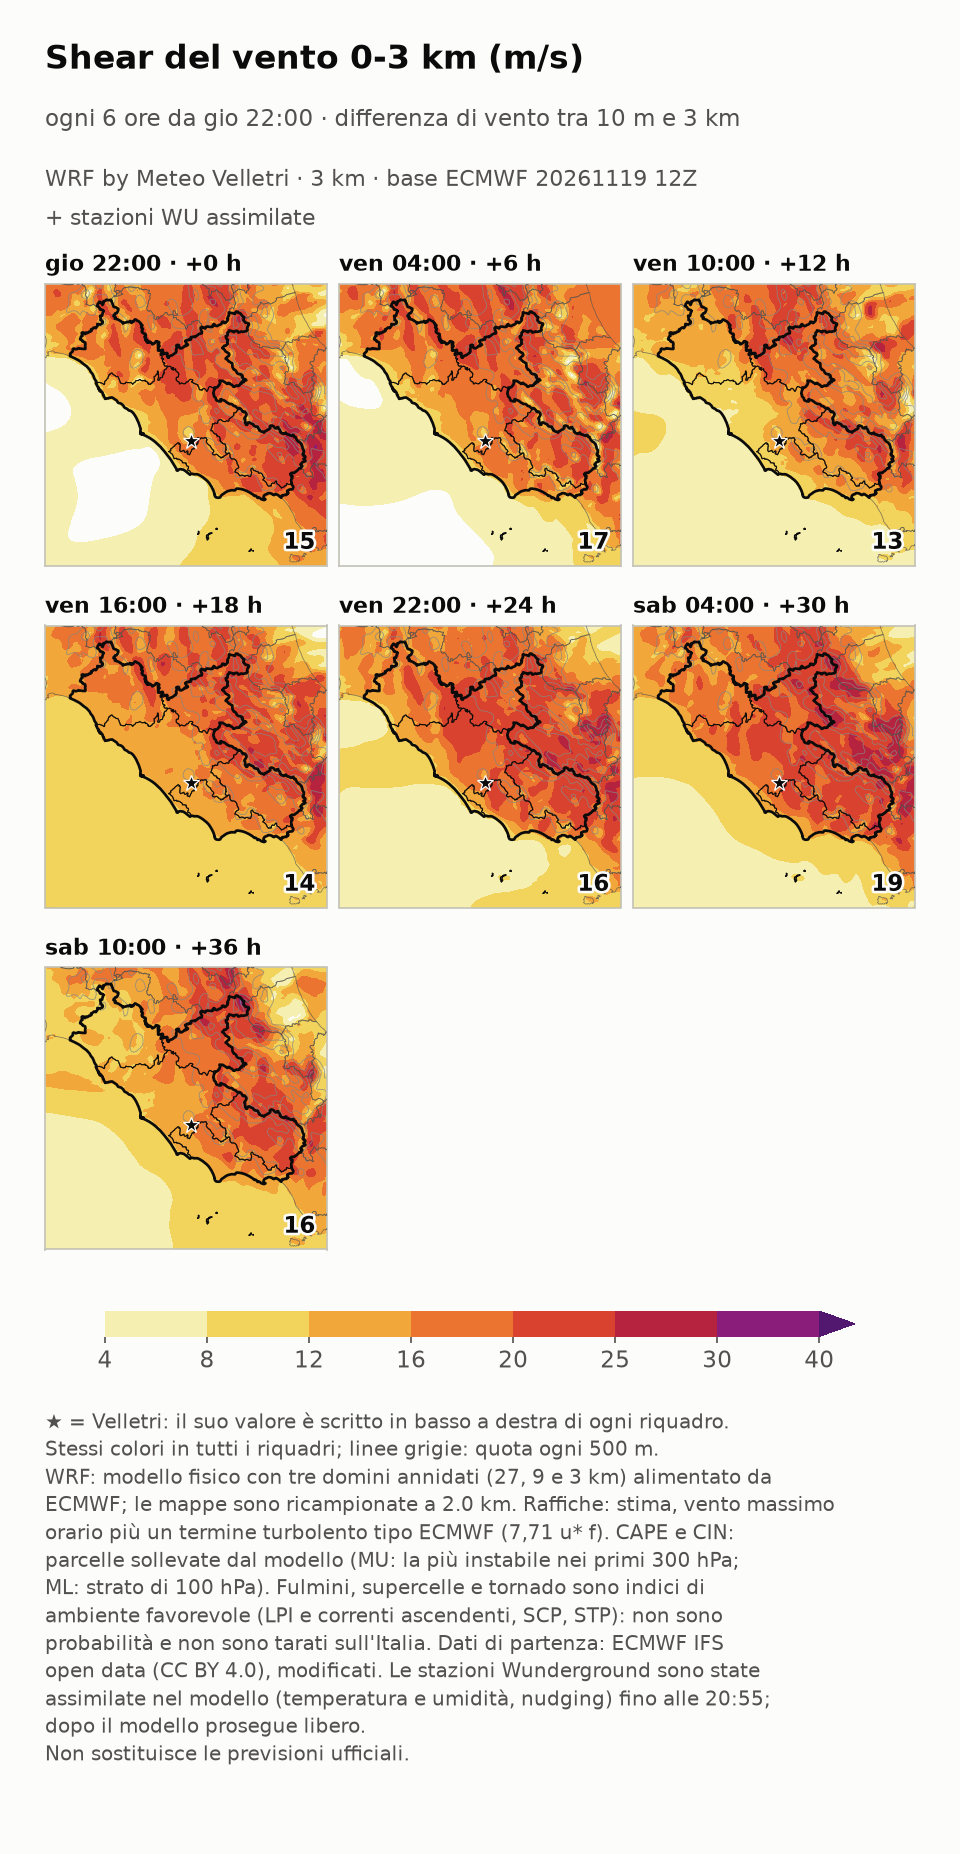 Shear del vento 0-3 km (m/s)
ogni 6 ore da gio 22:00 · differenza di vento tra 10 m e 3 km
WRF by Meteo Velletri · 3 km · base ECMWF 20261119 12Z
+ stazioni WU assimilate
gio 22:00 · +0 h
ven 04:00 · +6 h
ven 10:00 · +12 h
15
17
13
ven 16:00 · +18 h
ven 22:00 · +24 h
sab 04:00 · +30 h
14
16
19
sab 10:00 · +36 h
16
4 8 12 16 20 25 30 40
★ = Velletri: il suo valore è scritto in basso a destra di ogni riquadro.
Stessi colori in tutti i riquadri; linee grigie: quota ogni 500 m.
WRF: modello fisico con tre domini annidati (27, 9 e 3 km) alimentato da
ECMWF; le mappe sono ricampionate a 2.0 km. Raffiche: stima, vento massimo
orario più un termine turbolento tipo ECMWF (7,71 u* f). CAPE e CIN:
parcelle sollevate dal modello (MU: la più instabile nei primi 300 hPa;
ML: strato di 100 hPa). Fulmini, supercelle e tornado sono indici di
ambiente favorevole (LPI e correnti ascendenti, SCP, STP): non sono
probabilità e non sono tarati sull'Italia. Dati di partenza: ECMWF IFS
open data (CC BY 4.0), modificati. Le stazioni Wunderground sono state
assimilate nel modello (temperatura e umidità, nudging) fino alle 20:55;
dopo il modello prosegue libero.
Non sostituisce le previsioni ufficiali.